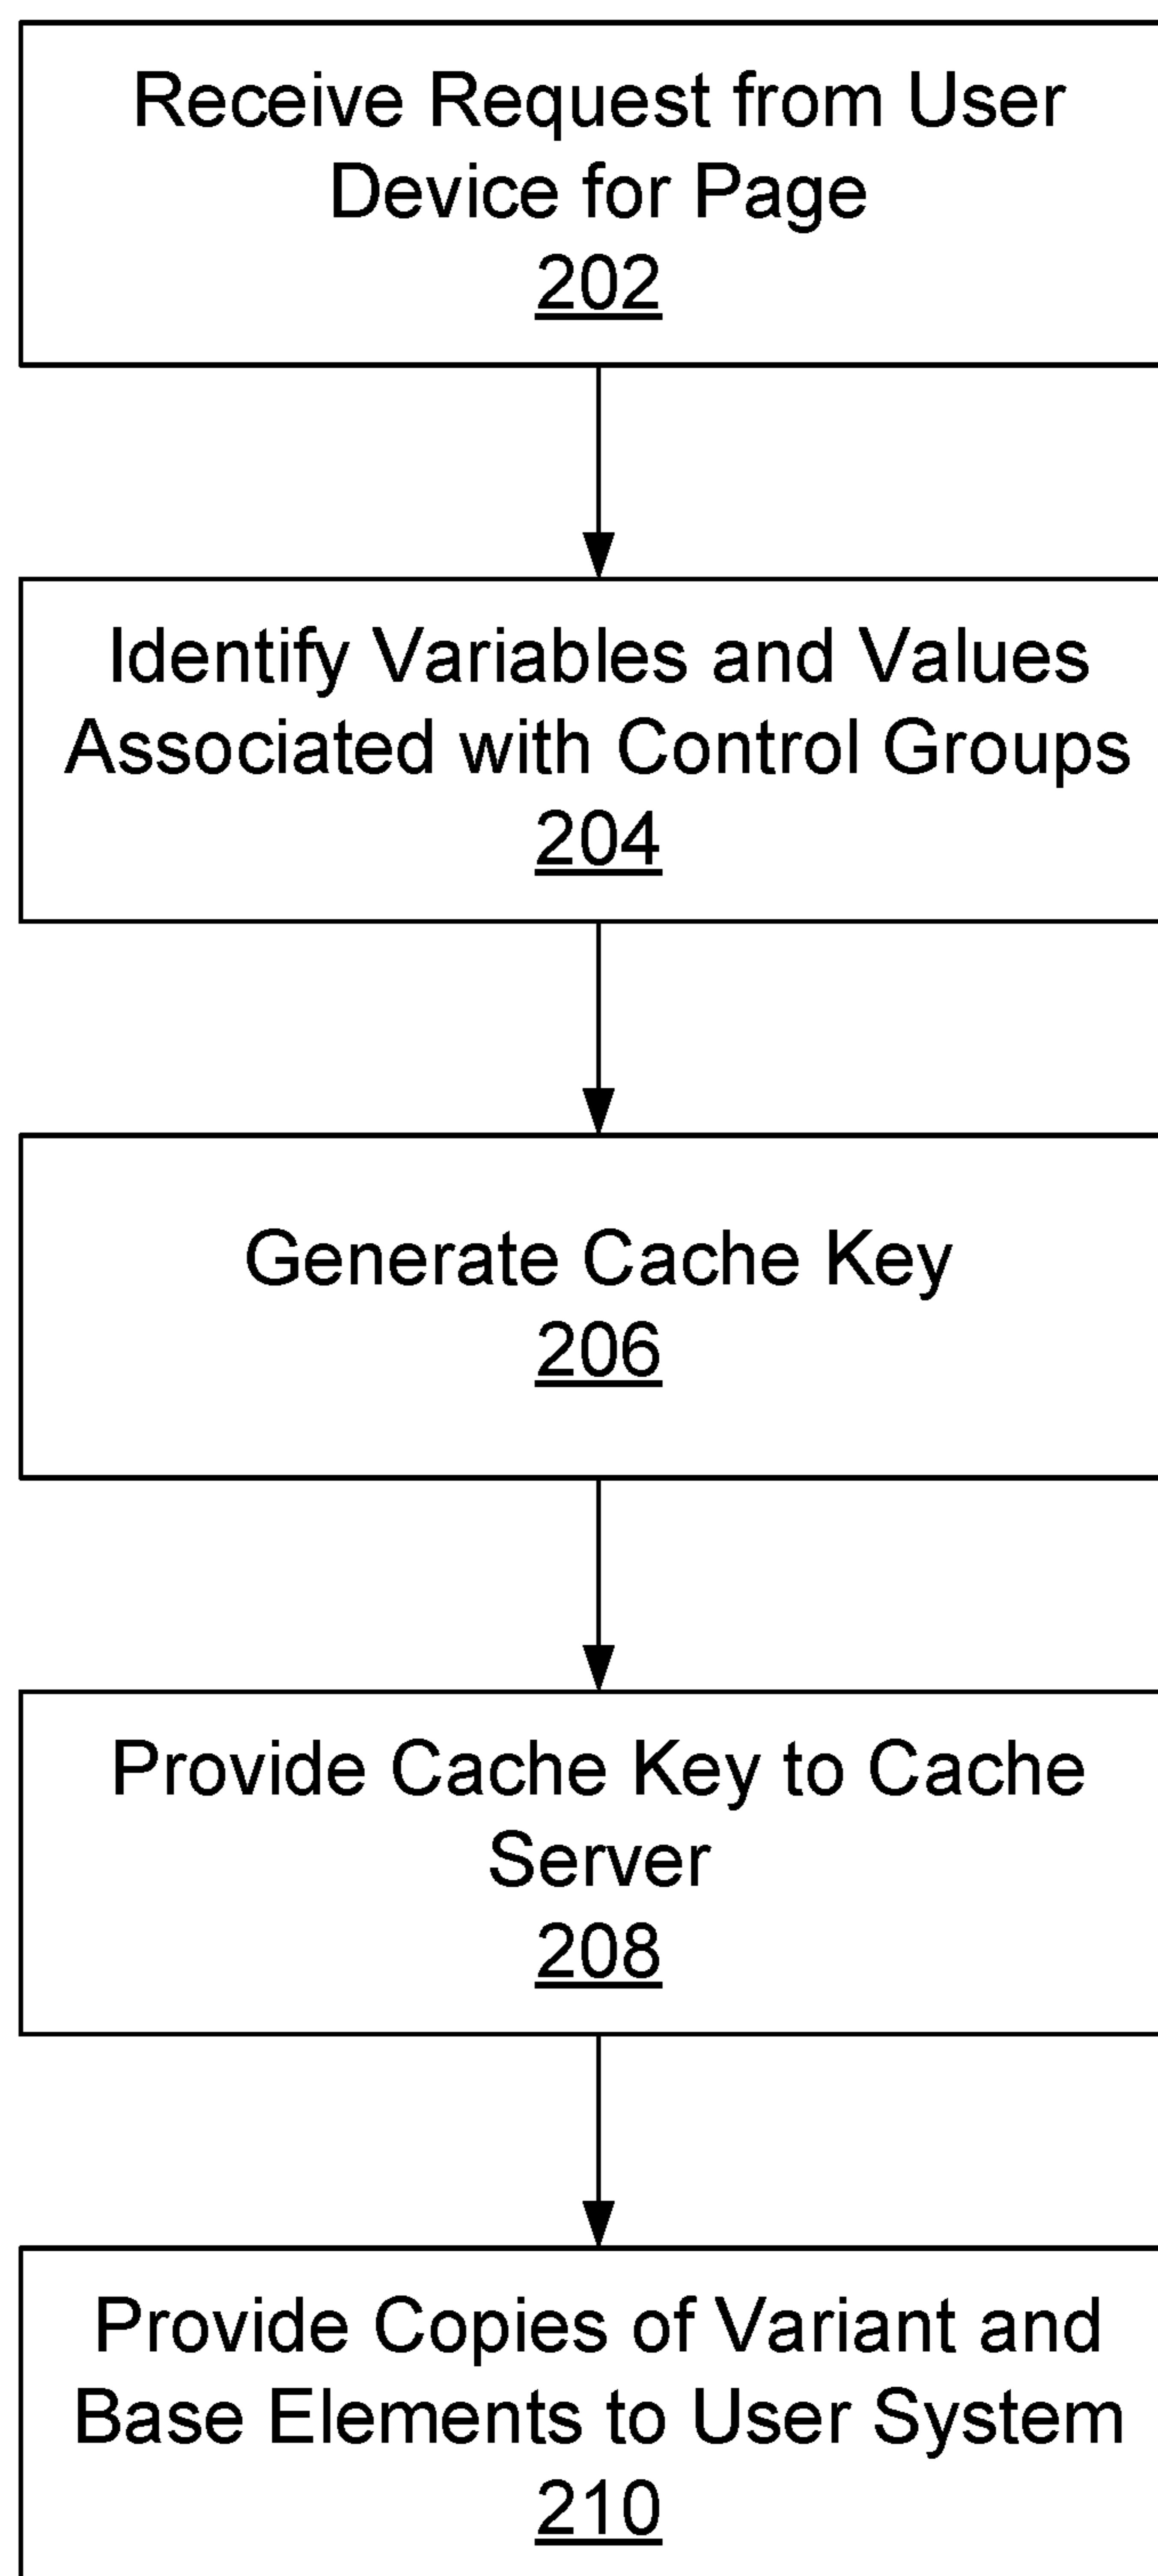 Receive Request from User
Device for Page
202
Identify Variables and Values
Associated with Control Groups
204
Generate Cache Key
206
Provide Cache Key to Cache
Server
208
Provide Copies of Variant and
Base Elements to User System
210